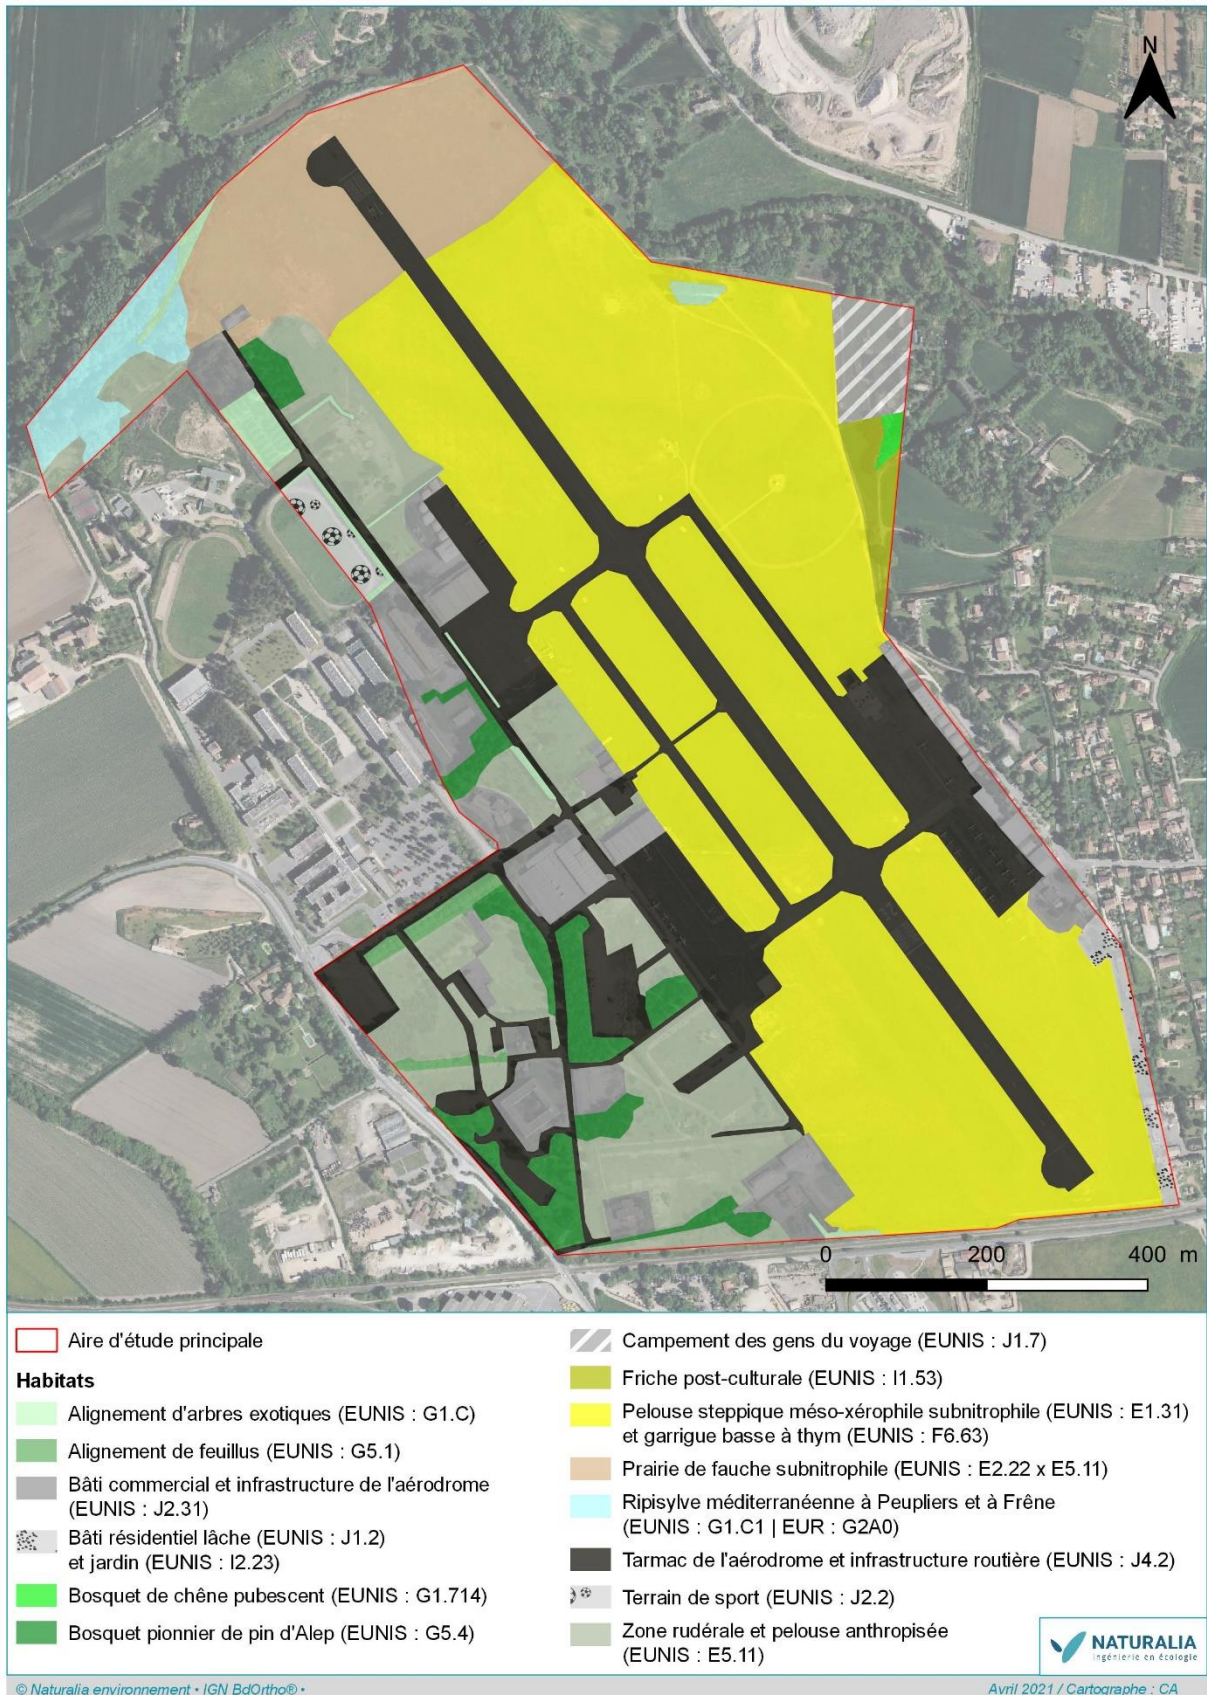 N
0 200 400 m
Aire d'étude principale
Habitats
Alignement d'arbres exotiques (EUNIS : G1.C)
Alignement de feuillus (EUNIS : G5.1)
Bâti commercial et infrastructure de l'aérodrome
(EUNIS : J2.31)
Bâti résidentiel lâche (EUNIS : J1.2)
et jardin (EUNIS : I2.23)
Bosquet de chêne pubescent (EUNIS : G1.714)
Bosquet pionnier de pin d'Alep (EUNIS : G5.4)
Campement des gens du voyage (EUNIS : J1.7)
Friche post-culturale (EUNIS : I1.53)
Pelouse steppique méso-xérophile subnitrophile (EUNIS : E1.31)
et garrigue basse à thym (EUNIS : F6.63)
Prairie de fauche subnitrophile (EUNIS : E2.22 x E5.11)
Ripisylve méditerranéenne à Peupliers et à Frêne
(EUNIS : G1.C1 | EUR : G2A0)
Tarmac de l'aérodrome et infrastructure routière (EUNIS : J4.2)
Terrain de sport (EUNIS : J2.2)
Zone rudérale et pelouse anthropisée
(EUNIS : E5.11)
NATURALIA
Ingénierie en écologie
© Naturalia environnement • IGN BdOrtho® •
Avril 2021 / Cartographe : CA